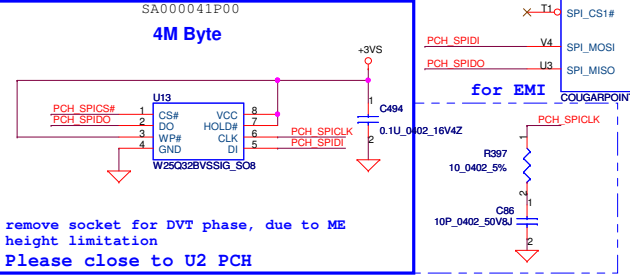 SA000041P00
4M Byte
+3VS
U13
PCH_SPICS# 1 CS# VCC 8
PCH_SPIDO 2 DO HOLD# 7
3 WP# CLK 6 PCH_SPICLK
4 GND DI 5 PCH_SPIDI
W25Q32BVSSIG_SO8
1
C494
0.1U_0402_16V4Z
2
remove socket for DVT phase, due to ME
height limitation
Please close to U2 PCH
T1 SPI_CS1#
PCH_SPIDI V4 SPI_MOSI
PCH_SPIDO U3 SPI_MISO
COUGARPOINT
for EMI
PCH_SPICLK
1
R397
10_0402_5%
2
1
C86
10P_0402_50V8J
2